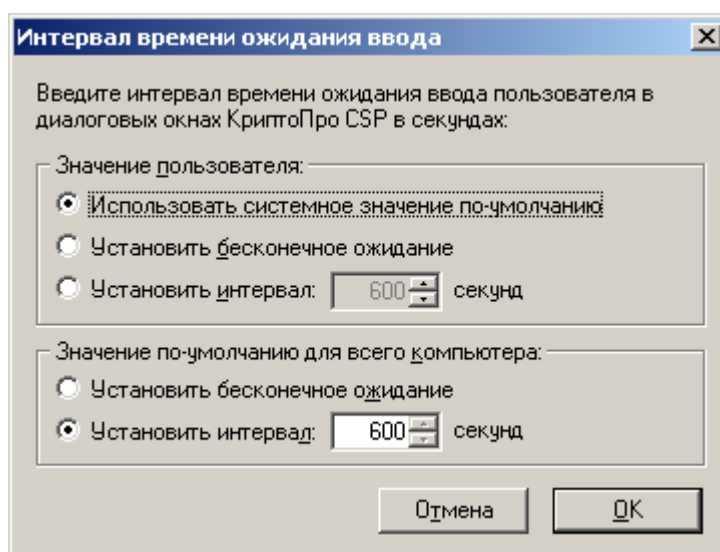 Интервал времени ожидания ввода
Введите интервал времени ожидания ввода пользователя в
диалоговых окнах КриптоПро CSP в секундах:
Значение пользователя:
Использовать системное значение по-умолчанию
Установить бесконечное ожидание
Установить интервал: 600 секунд
Значение по-умолчанию для всего компьютера:
Установить бесконечное ожидание
Установить интервал: 600 секунд
Отмена OK